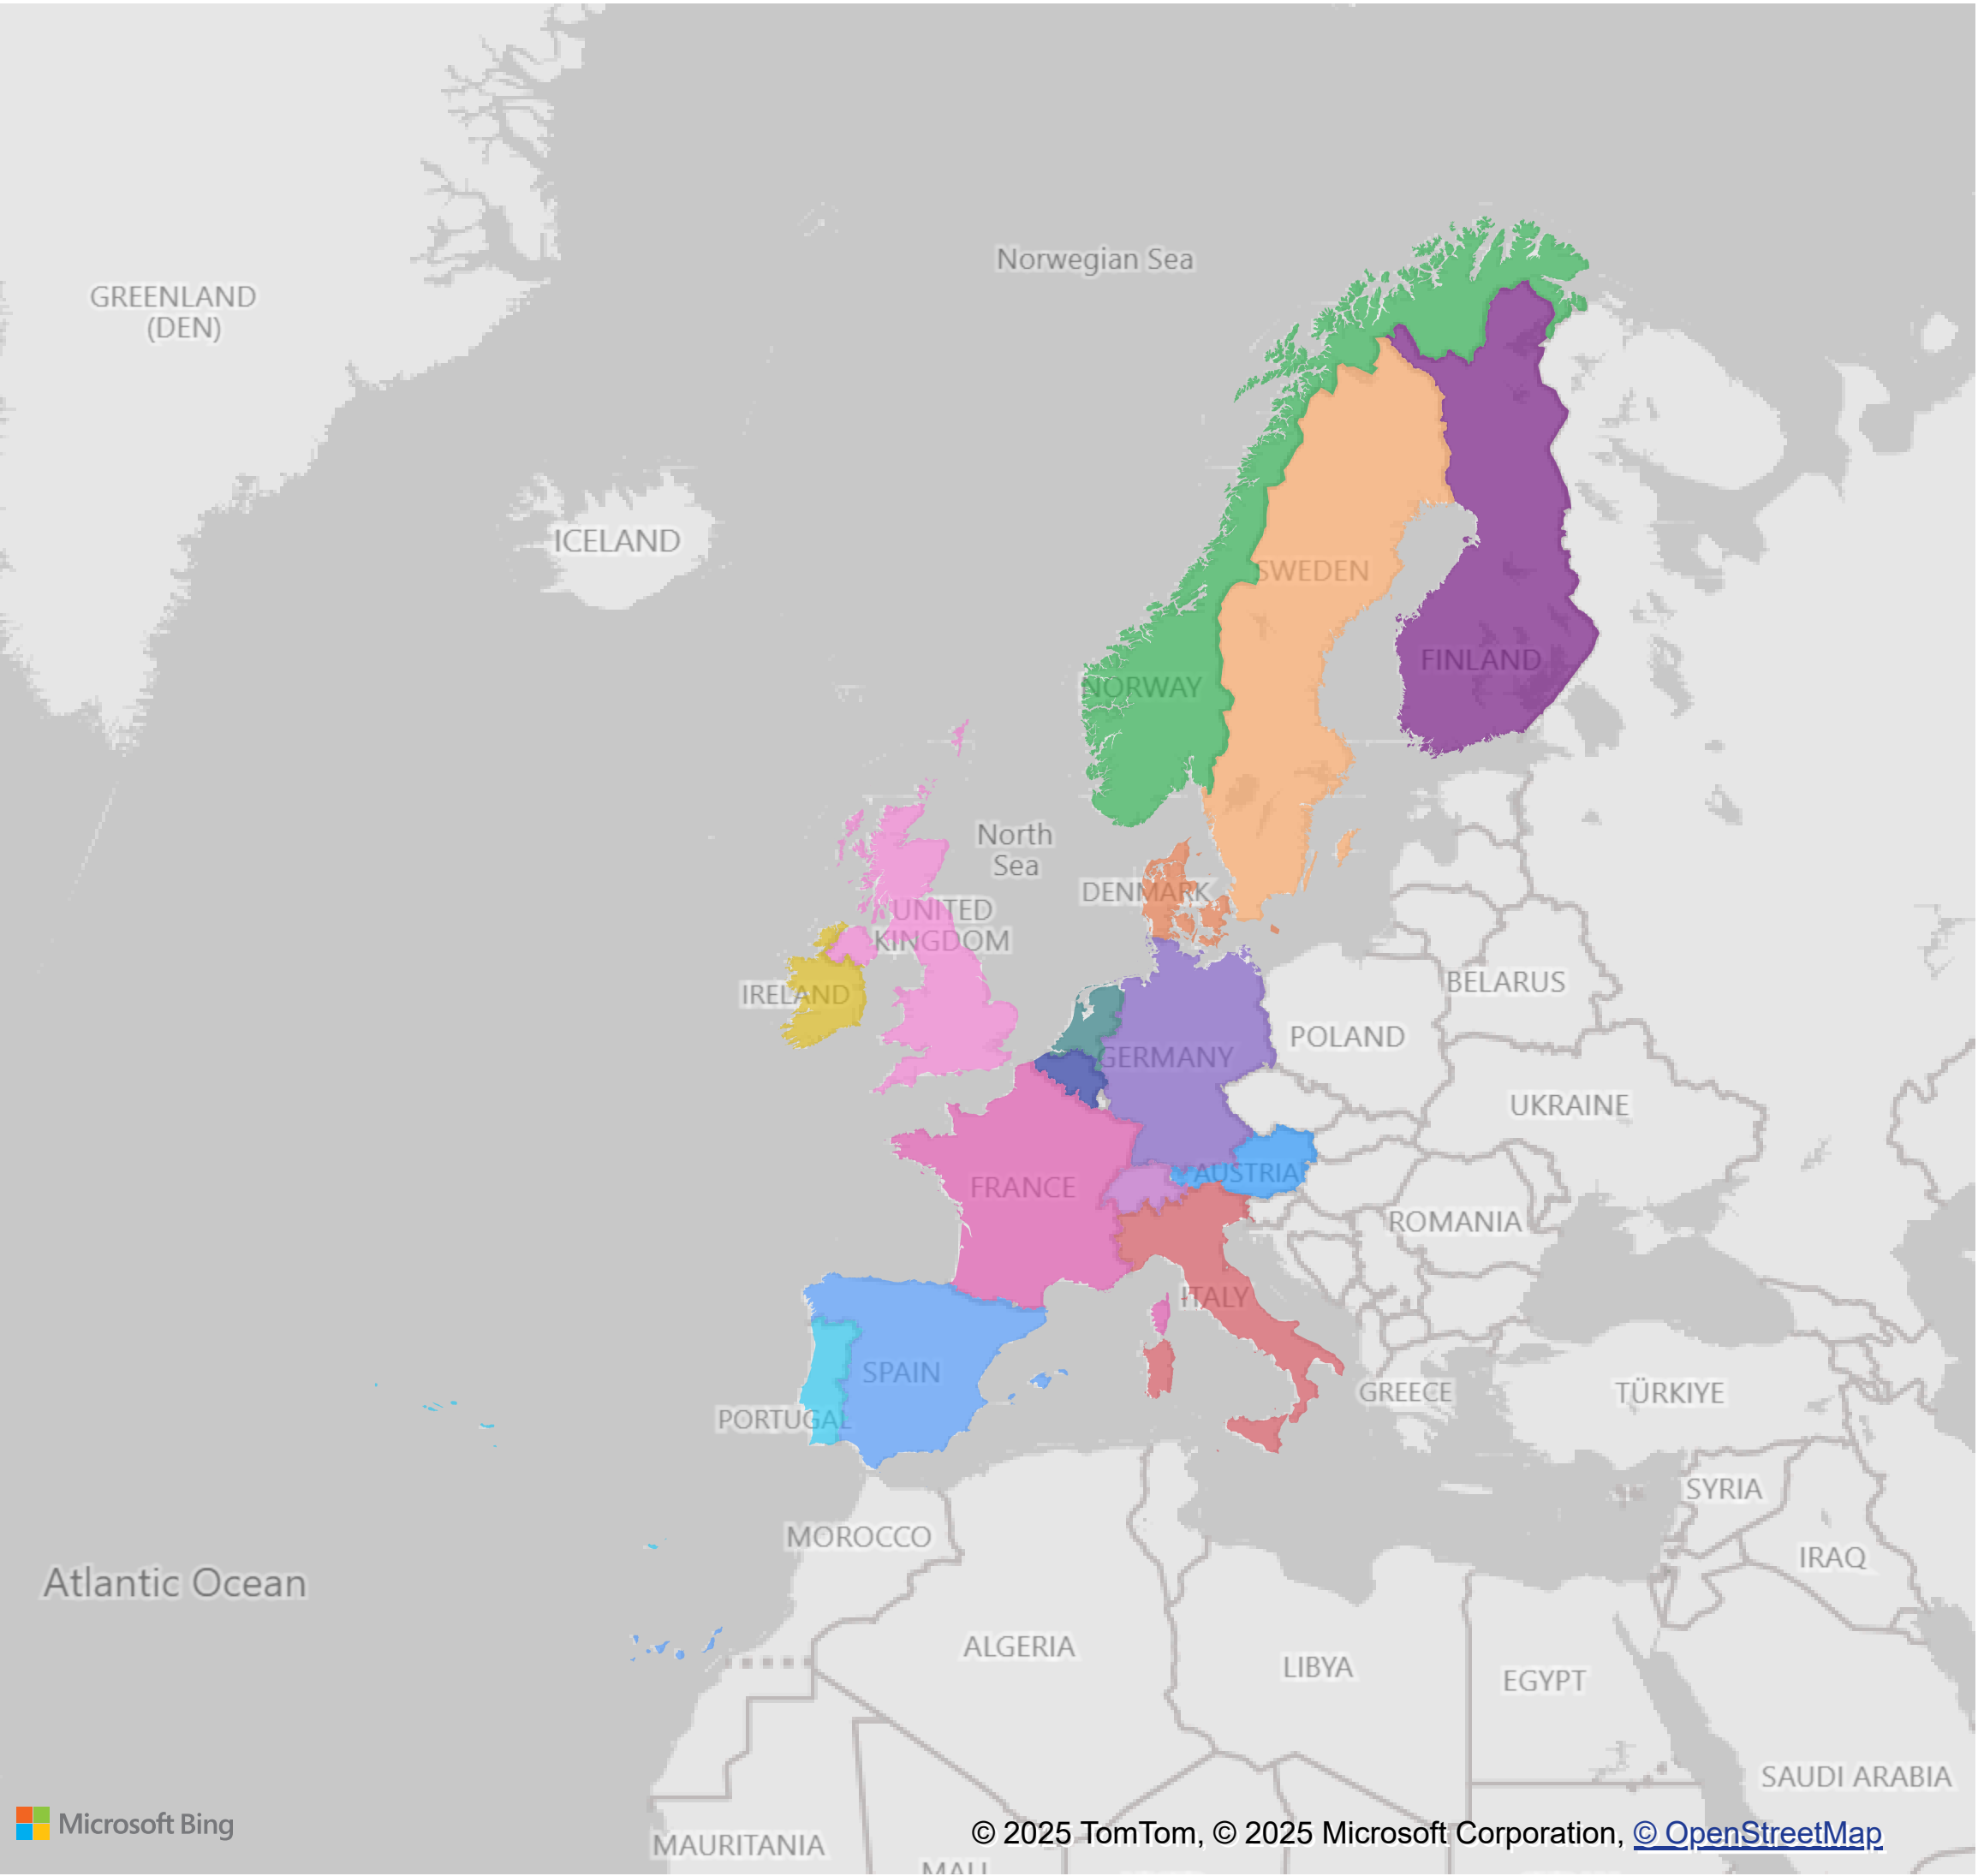 Norwegian Sea
GREENLAND
(DEN)
ICELAND
SWEDEN
FINLAND
NORWAY
North
Sea
DENMARK
UNITED
KINGDOM
IRELAND
BELARUS
POLAND
GERMANY
UKRAINE
AUSTRIA
FRANCE
ROMANIA
ITALY
SPAIN
GREECE
TÜRKIYE
PORTUGAL
SYRIA
MOROCCO
IRAQ
Atlantic Ocean
ALGERIA
LIBYA
EGYPT
SAUDI ARABIA
Microsoft Bing
© 2025 TomTom, © 2025 Microsoft Corporation, © OpenStreetMap
MAURITANIA